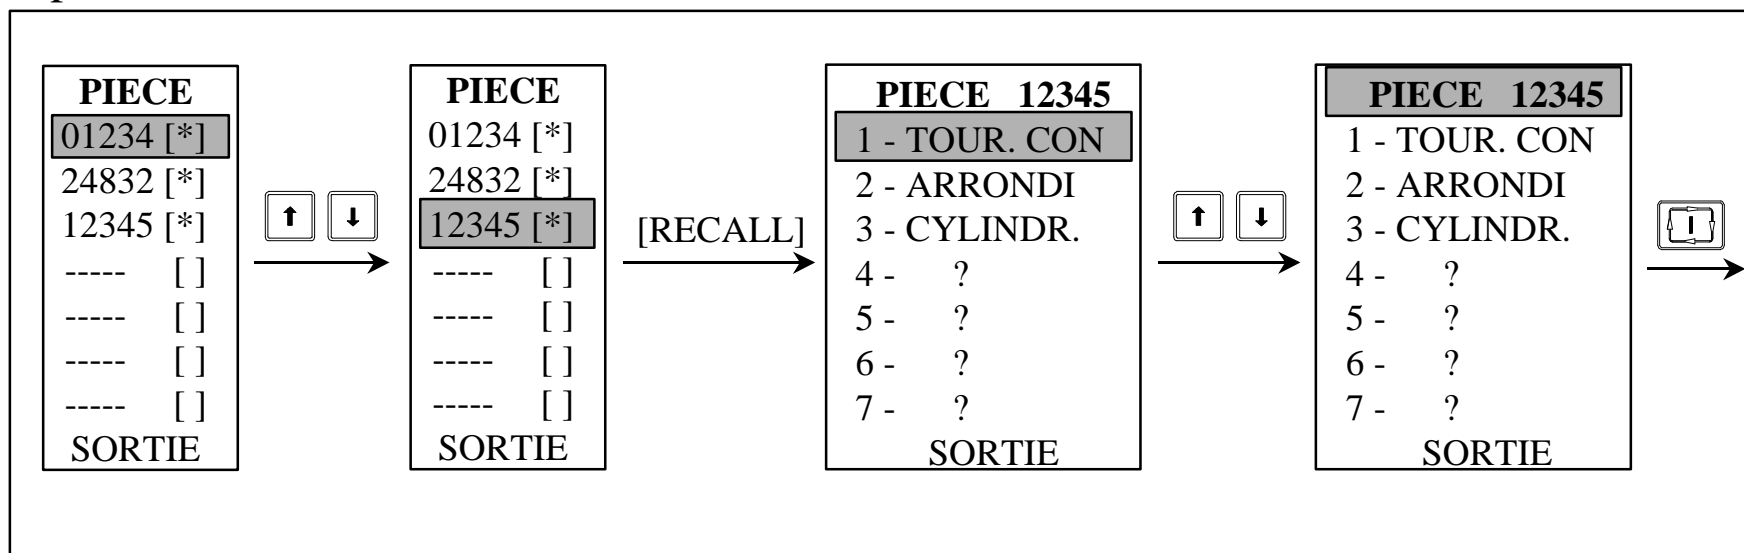 PIECE
01234 [*]
24832 [*]
12345 [*]
----- [ ]
----- [ ]
----- [ ]
----- [ ]
SORTIE
PIECE
01234 [*]
24832 [*]
12345 [*]
----- [ ]
----- [ ]
----- [ ]
----- [ ]
SORTIE
[RECALL]
PIECE 12345
1 - TOUR. CON
2 - ARRONDI
3 - CYLINDR.
4 - ?
5 - ?
6 - ?
7 - ?
SORTIE
PIECE 12345
1 - TOUR. CON
2 - ARRONDI
3 - CYLINDR.
4 - ?
5 - ?
6 - ?
7 - ?
SORTIE